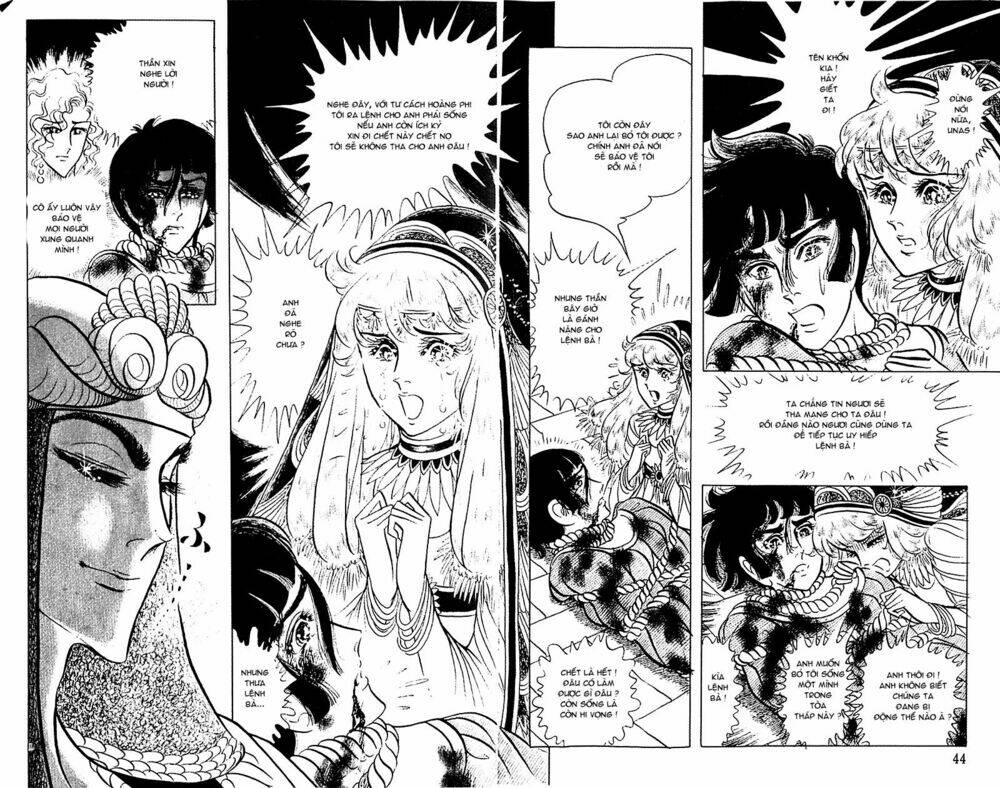 TÊN KHỐN
KIA !
HÃY
GIẾT
TA
ĐI !
ĐỪNG
NÓI
NỮA,
UNAS !
TA CHẲNG TIN NGƯƠI SẼ
THA MẠNG CHO TA ĐÂU !
RỒI ĐẰNG NÀO NGƯƠI CŨNG DÙNG TA
ĐỂ TIẾP TỤC UY HIẾP
LỆNH BÀ !
ANH THÔI ĐI !
ANH KHÔNG BIẾT
CHÚNG TA
ĐANG BỊ
ĐỘNG THẾ NÀO À ?
ANH MUỐN
BỎ TÔI SỐNG
MỘT MÌNH
TRONG
TÒA
THÁP NÀY ?
KÌA
LỆNH
BÀ !
TÔI CÒN ĐÂY
SAO ANH LẠI BỎ TÔI ĐƯỢC ?
CHÍNH ANH ĐÃ NÓI
SẼ BẢO VỆ TÔI
RỒI MÀ !
NHƯNG THẦN
BÂY GIỜ
LÀ GÁNH
NẶNG CHO
LỆNH BÀ !
CHẾT LÀ HẾT !
ĐÂU CÓ LÀM
ĐƯỢC GÌ ĐÂU ?
CÒN SỐNG LÀ
CÒN HI VỌNG !
NGHE ĐÂY, VỚI TƯ CÁCH HOÀNG PHI
TÔI RA LỆNH CHO ANH PHẢI SỐNG
NẾU ANH CÒN ÍCH KỶ
XIN ĐI CHẾT NÀY CHẾT NỌ
TÔI SẼ KHÔNG THA CHO ANH ĐÂU !
ANH
ĐÃ
NGHE
RÕ
CHƯA ?
NHƯNG
THƯA
LỆNH
BÀ...
THẦN XIN
NGHE LỜI
NGƯỜI !
CÔ ẤY LUÔN VẬY
BẢO VỆ
MỌI NGƯỜI
XUNG QUANH
MÌNH !
44